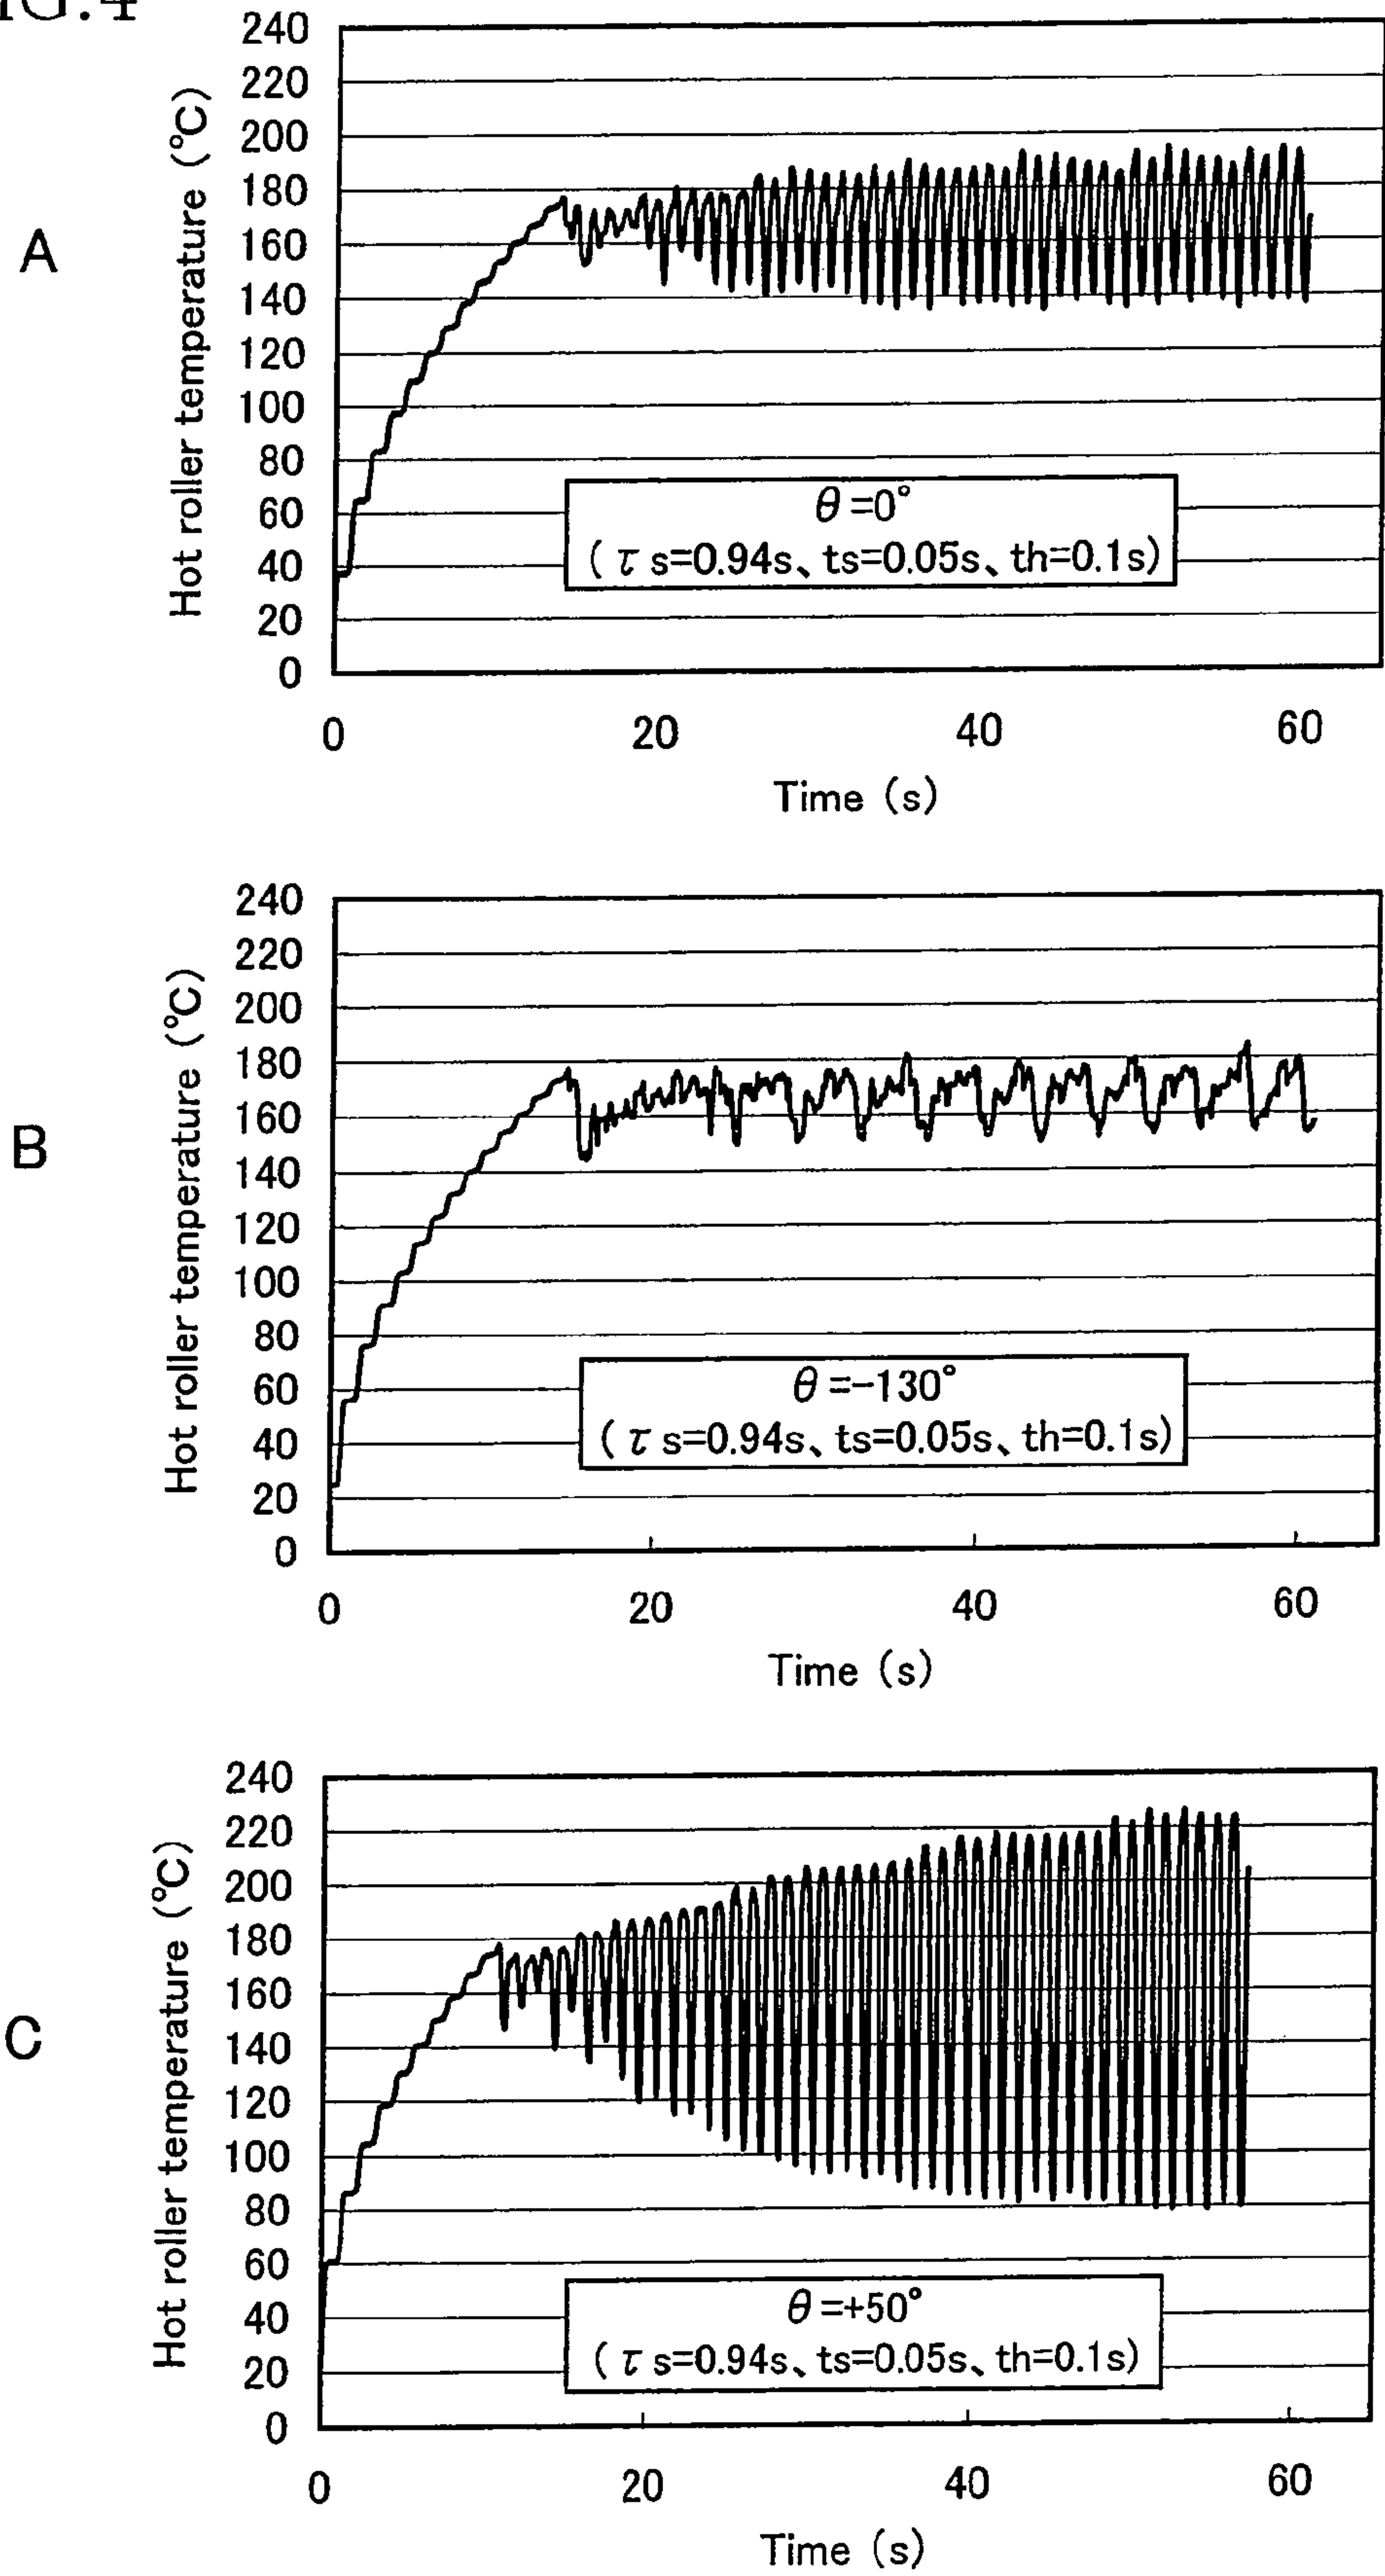 IG.4
A
Hot roller temperature (°C)
240
220
200
180
160
140
120
100
80
60
40
20
0
θ=0°
(τs=0.94s、ts=0.05s、th=0.1s)
0 20 40 60
Time (s)
B
Hot roller temperature (°C)
240
220
200
180
160
140
120
100
80
60
40
20
0
θ=-130°
(τs=0.94s、ts=0.05s、th=0.1s)
0 20 40 60
Time (s)
C
Hot roller temperature (°C)
240
220
200
180
160
140
120
100
80
60
40
20
0
θ=+50°
(τs=0.94s、ts=0.05s、th=0.1s)
0 20 40 60
Time (s)